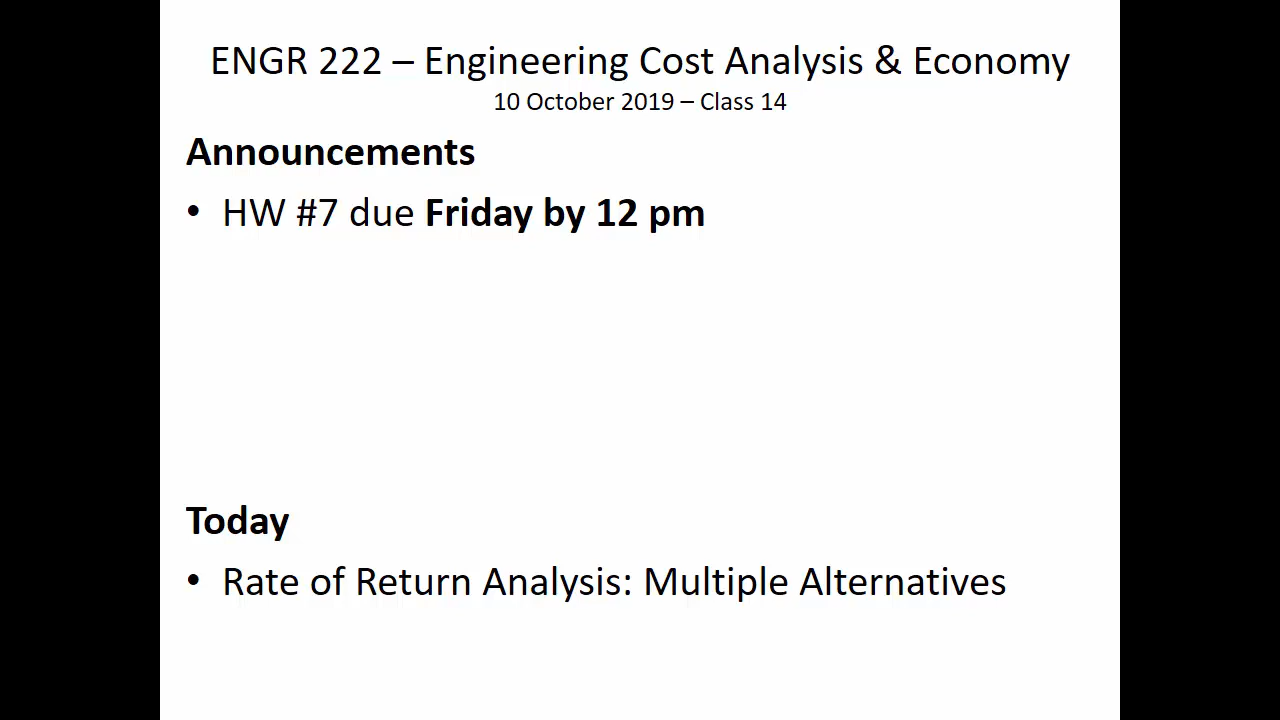 ENGR 222 – Engineering Cost Analysis & Economy
10 October 2019 – Class 14
Announcements
• HW #7 due Friday by 12 pm
Today
• Rate of Return Analysis: Multiple Alternatives